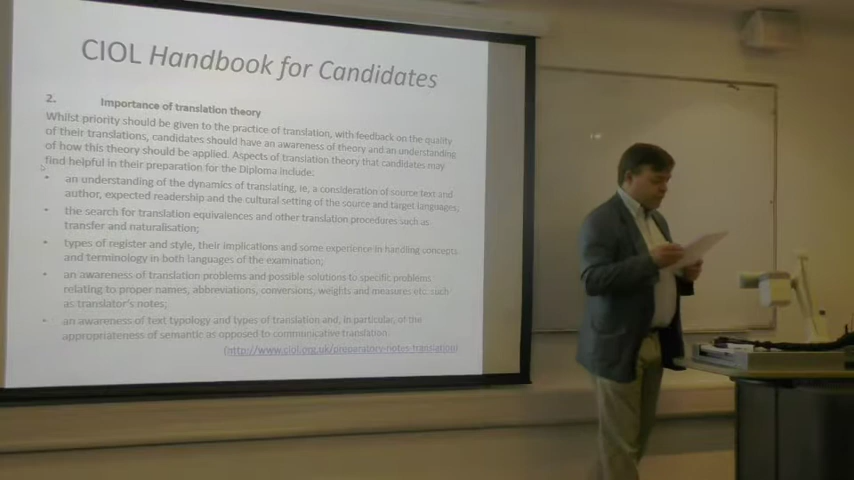 CIOL Handbook for Candidates
2. Importance of translation theory
Whilst priority should be given to the practice of translation, with feedback on the quality
of their translations, candidates should have an awareness of theory and an understanding
of how this theory should be applied. Aspects of translation theory that candidates may
find helpful in their preparation for the Diploma include:
• an understanding of the dynamics of translating, ie, a consideration of source text and
author, expected readership and the cultural setting of the source and target languages;
• the search for translation equivalences and other translation procedures such as
transfer and naturalisation;
• types of register and style, their implications and some experience in handling concepts
and terminology in both languages of the examination;
• an awareness of translation problems and possible solutions to specific problems
relating to proper names, abbreviations, conversions, weights and measures etc such
as translator's notes;
• an awareness of text typology and types of translation and, in particular, of the
appropriateness of semantic as opposed to communicative translation.
(http://www.ciol.org.uk/preparatory-notes-translation)